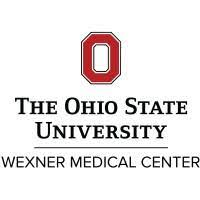 O
THE OHIO STATE
UNIVERSITY
WEXNER MEDICAL CENTER